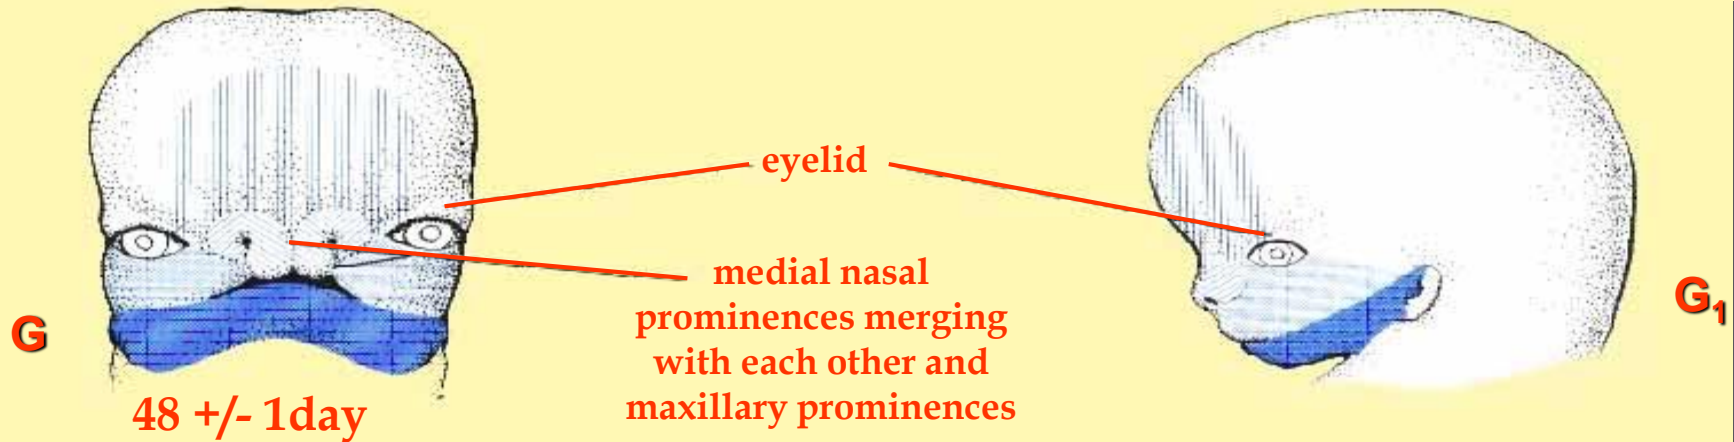 eyelid
medial nasal
prominences merging
with each other and
maxillary prominences
G
G₁
48 +/- 1day